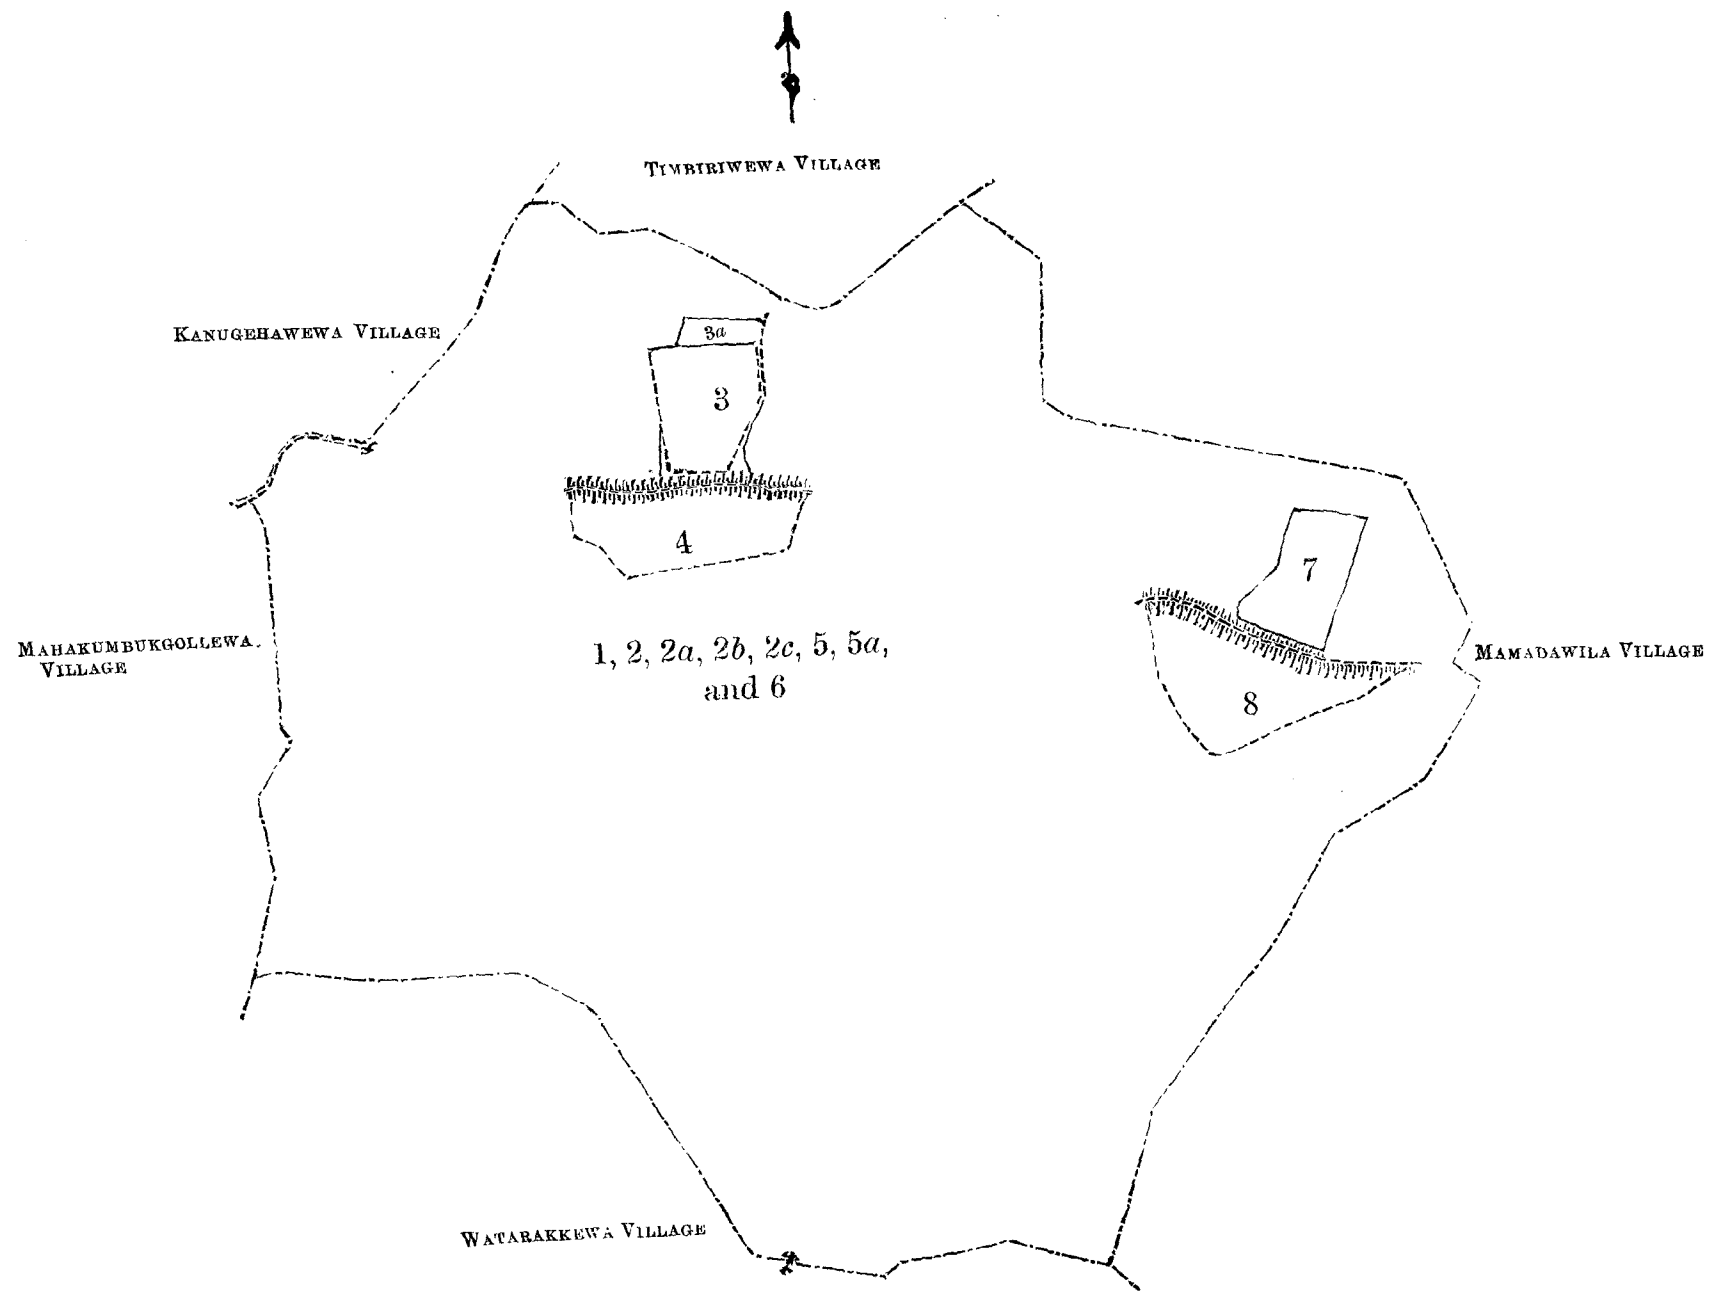 TIMBIRIWEWA VILLAGE
KANUGEHAWEWA VILLAGE
3a
3
4
7
MAHAKUMBUKGOLLEWA.
VILLAGE
1, 2, 2a, 2b, 2c, 5, 5a,
and 6
MAMADAWILA VILLAGE
8
WATARAKKEWA VILLAGE